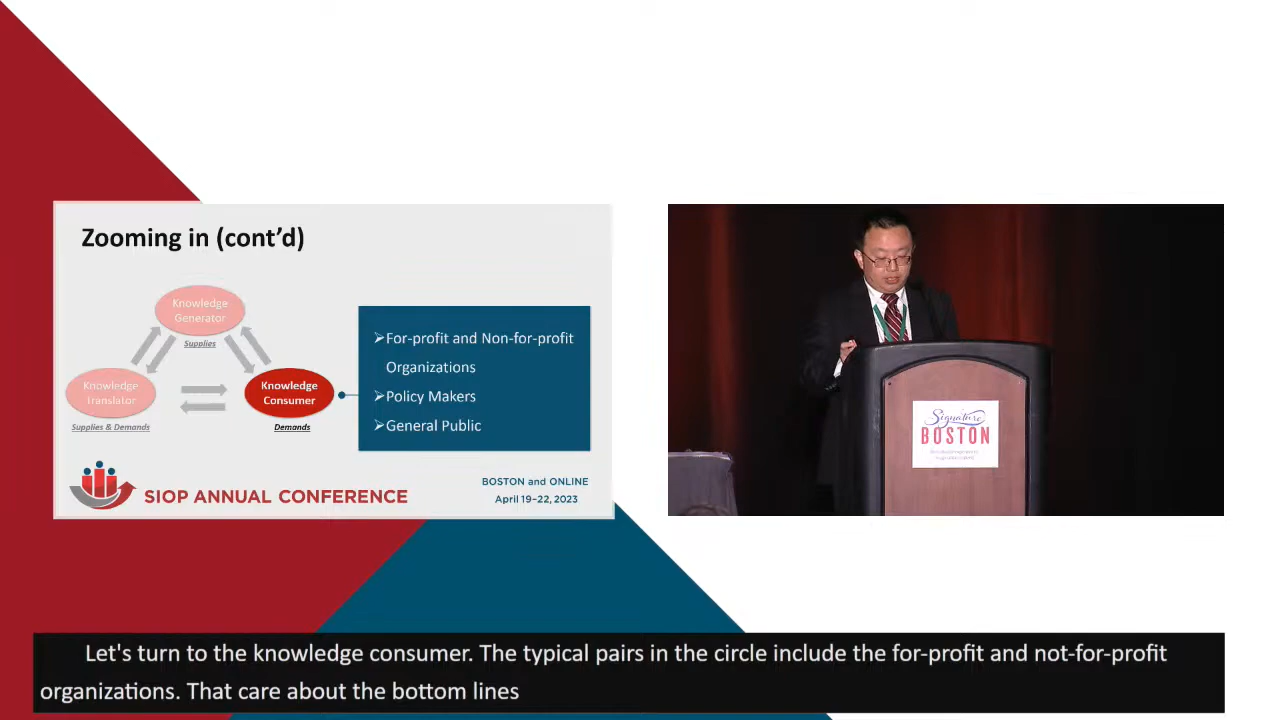 Zooming in (cont’d)
Knowledge
Generator
Supplies
Knowledge
Translator
Supplies & Demands
Knowledge
Consumer
Demands
➢For-profit and Non-for-profit
Organizations
➢Policy Makers
➢General Public
SIOP ANNUAL CONFERENCE
BOSTON and ONLINE
April 19–22, 2023
Signature
BOSTON
Let's turn to the knowledge consumer. The typical pairs in the circle include the for-profit and not-for-profit
organizations. That care about the bottom lines